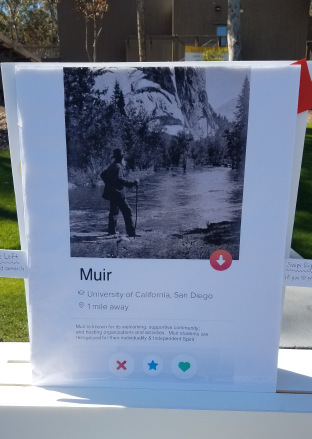 Muir
University of California, San Diego
1 mile away
Muir is known for its welcoming, supportive community,
and hosting organizations and activities. Muir students are
recognized for their Individuality & Independent Spirit.